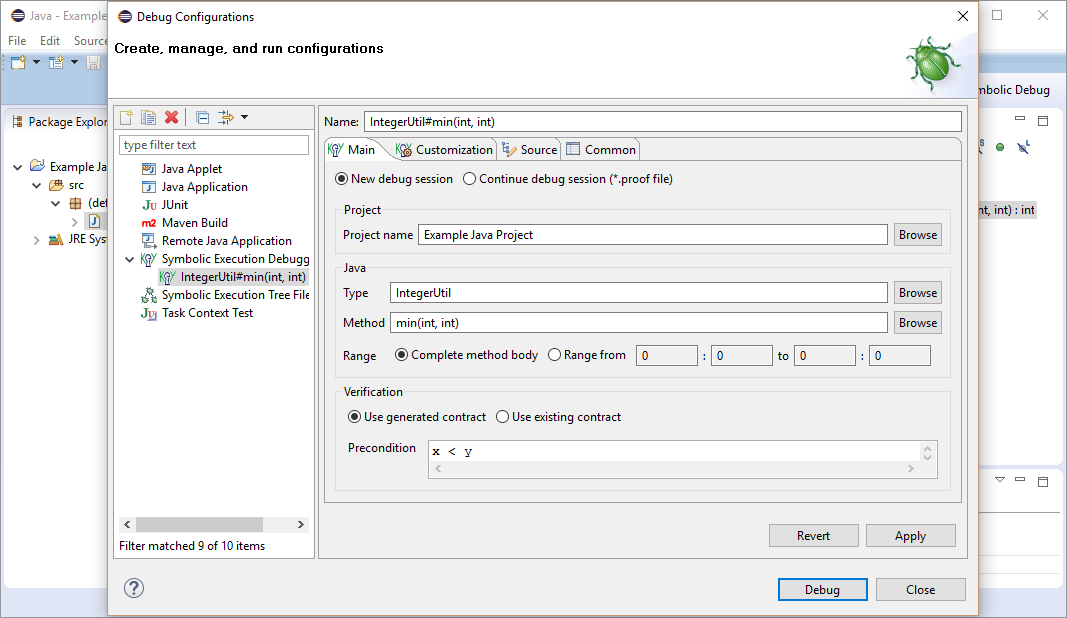 Java - Example
Debug Configurations
File Edit Source
Create, manage, and run configurations
mbolic Debug
Package Explor
Example Ja
src
(def
JRE Sys
type filter text
Java Applet
Java Application
JUnit
Maven Build
Remote Java Application
Symbolic Execution Debugg
IntegerUtil#min(int, int)
Symbolic Execution Tree File
Task Context Test
Filter matched 9 of 10 items
Name: IntegerUtil#min(int, int)
Main Customization Source Common
New debug session Continue debug session (*.proof file)
Project
Project name Example Java Project Browse
Java
Type IntegerUtil Browse
Method min(int, int) Browse
Range Complete method body Range from 0 : 0 to 0 : 0
Verification
Use generated contract Use existing contract
Precondition x < y
Revert Apply
Debug Close
nt, int) : int